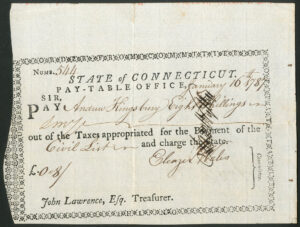 Numb. 544
STATE OF CONNECTICUT.
PAY-TABLE OFFICE, January 16th 1787
SIR,
PAY Andrew Kingsbury Eight Shillings
out of the Taxes appropriated for the Payment of the
Civil List and charge the State.
£ 0.8/
Eleazer Wales
John Lawrence, Esq. Treasurer.